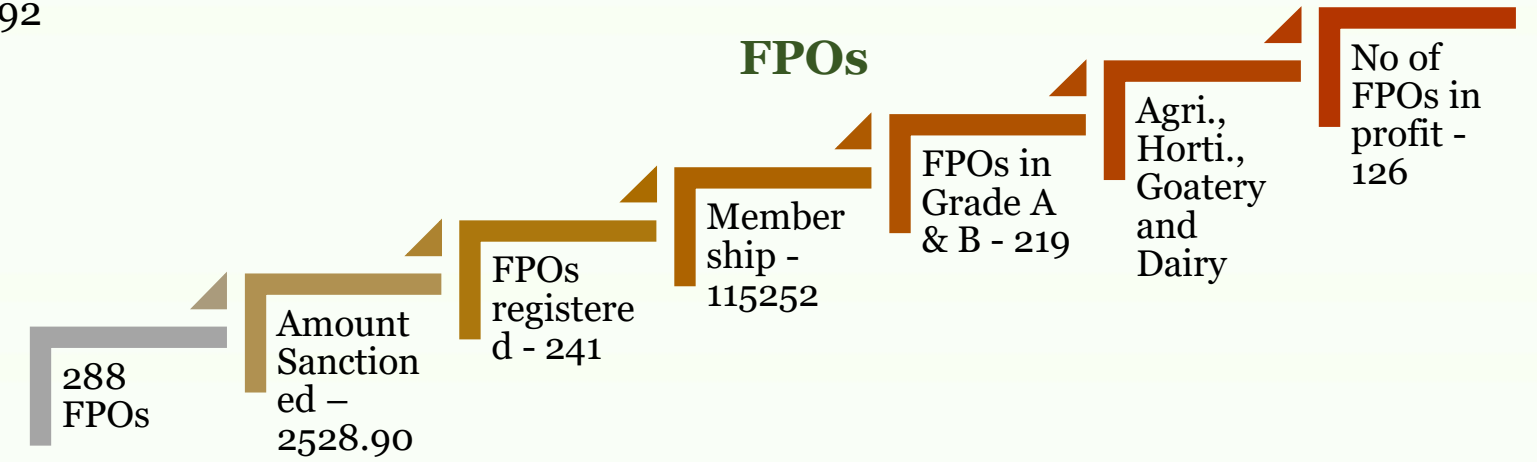 92
FPOs
288
FPOs
Amount
Sanction
ed –
2528.90
FPOs
registere
d - 241
Member
ship -
115252
FPOs in
Grade A
& B - 219
Agri.,
Horti.,
Goatery
and
Dairy
No of
FPOs in
profit -
126